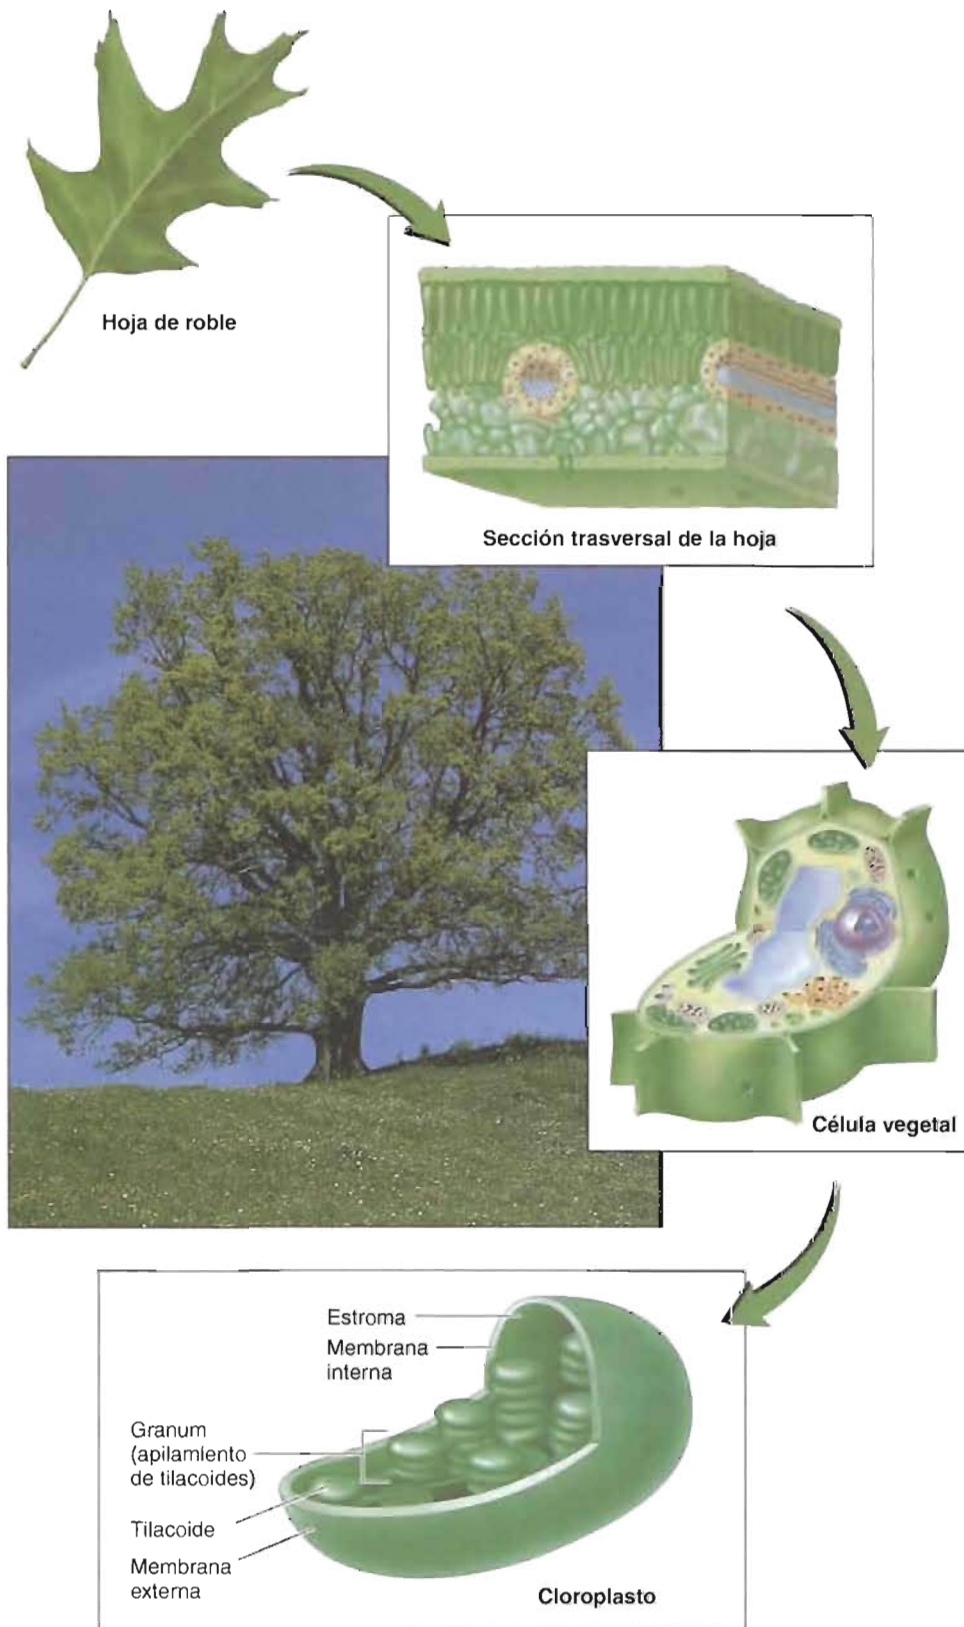 Hoja de roble
Sección trasversal de la hoja
Célula vegetal
Estroma
Membrana
interna
Granum
(apilamiento
de tilacoides)
Tilacoide
Membrana
externa
Cloroplasto